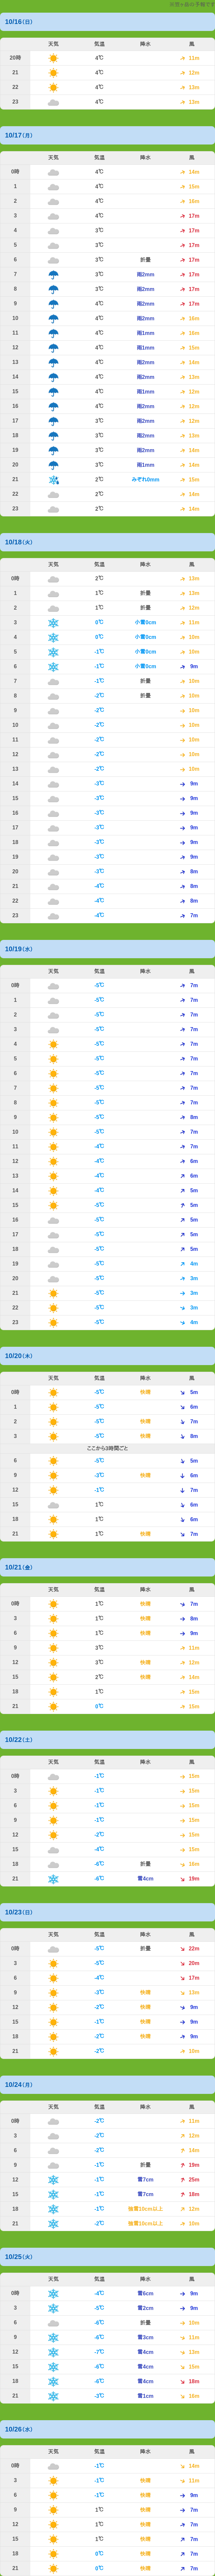 10/16(日)
天気 気温 降水 風
20時 4℃ 11m
21 4℃ 12m
22 4℃ 13m
23 4℃ 13m
10/17(月)
天気 気温 降水 風
0時 4℃ 14m
1 4℃ 15m
2 4℃ 16m
3 4℃ 17m
4 3℃ 17m
5 3℃ 17m
6 3℃ 折曇 17m
7 3℃ 雨2mm 17m
8 3℃ 雨2mm 17m
9 4℃ 雨2mm 17m
10 4℃ 雨2mm 16m
11 4℃ 雨1mm 16m
12 4℃ 雨1mm 15m
13 4℃ 雨2mm 14m
14 4℃ 雨2mm 13m
15 4℃ 雨1mm 12m
16 4℃ 雨2mm 12m
17 3℃ 雨2mm 12m
18 3℃ 雨2mm 13m
19 3℃ 雨2mm 14m
20 3℃ 雨1mm 14m
21 2℃ みぞれ0mm 15m
22 2℃ 14m
23 2℃ 14m
10/18(火)
天気 気温 降水 風
0時 2℃ 13m
1 1℃ 折曇 13m
2 1℃ 折曇 12m
3 0℃ 小雪0cm 11m
4 0℃ 小雪0cm 10m
5 -1℃ 小雪0cm 10m
6 -1℃ 小雪0cm 9m
7 -1℃ 折曇 10m
8 -2℃ 折曇 10m
9 -2℃ 10m
10 -2℃ 10m
11 -2℃ 10m
12 -2℃ 10m
13 -2℃ 10m
14 -3℃ 9m
15 -3℃ 9m
16 -3℃ 9m
17 -3℃ 9m
18 -3℃ 9m
19 -3℃ 9m
20 -3℃ 8m
21 -4℃ 8m
22 -4℃ 8m
23 -4℃ 7m
10/19(水)
天気 気温 降水 風
0時 -5℃ 7m
1 -5℃ 7m
2 -5℃ 7m
3 -5℃ 7m
4 -5℃ 7m
5 -5℃ 7m
6 -5℃ 7m
7 -5℃ 7m
8 -5℃ 7m
9 -5℃ 8m
10 -5℃ 7m
11 -4℃ 7m
12 -4℃ 6m
13 -4℃ 6m
14 -4℃ 5m
15 -5℃ 5m
16 -5℃ 5m
17 -5℃ 5m
18 -5℃ 5m
19 -5℃ 4m
20 -5℃ 3m
21 -5℃ 3m
22 -5℃ 3m
23 -5℃ 4m
10/20(木)
天気 気温 降水 風
0時 -5℃ 快晴 5m
1 -5℃ 6m
2 -5℃ 快晴 7m
3 -5℃ 快晴 8m
ここから3時間ごと
6 -5℃ 5m
9 -3℃ 快晴 6m
12 -1℃ 7m
15 1℃ 6m
18 1℃ 6m
21 1℃ 快晴 7m
10/21(金)
天気 気温 降水 風
0時 1℃ 快晴 7m
3 1℃ 快晴 8m
6 1℃ 快晴 9m
9 3℃ 11m
12 3℃ 快晴 12m
15 2℃ 快晴 14m
18 1℃ 15m
21 0℃ 15m
10/22(土)
天気 気温 降水 風
0時 -1℃ 15m
3 -1℃ 15m
6 -1℃ 15m
9 -1℃ 15m
12 -2℃ 15m
15 -4℃ 15m
18 -6℃ 折曇 16m
21 -6℃ 雪4cm 19m
10/23(日)
天気 気温 降水 風
0時 -5℃ 折曇 22m
3 -5℃ 20m
6 -4℃ 17m
9 -3℃ 快晴 13m
12 -2℃ 快晴 9m
15 -1℃ 快晴 9m
18 -2℃ 快晴 9m
21 -2℃ 10m
10/24(月)
天気 気温 降水 風
0時 -2℃ 11m
3 -2℃ 12m
6 -2℃ 14m
9 -1℃ 折曇 19m
12 -1℃ 雪7cm 25m
15 -1℃ 雪7cm 18m
18 -1℃ 強雪10cm以上 12m
21 -2℃ 強雪10cm以上 10m
10/25(火)
天気 気温 降水 風
0時 -4℃ 雪6cm 9m
3 -5℃ 雪2cm 9m
6 -6℃ 折曇 10m
9 -6℃ 雪3cm 11m
12 -7℃ 雪4cm 13m
15 -6℃ 雪4cm 15m
18 -6℃ 雪4cm 18m
21 -3℃ 雪1cm 16m
10/26(水)
天気 気温 降水 風
0時 -1℃ 14m
3 -1℃ 快晴 11m
6 -1℃ 快晴 9m
9 1℃ 快晴 7m
12 1℃ 快晴 7m
15 1℃ 快晴 7m
18 0℃ 快晴 7m
21 0℃ 快晴 7m